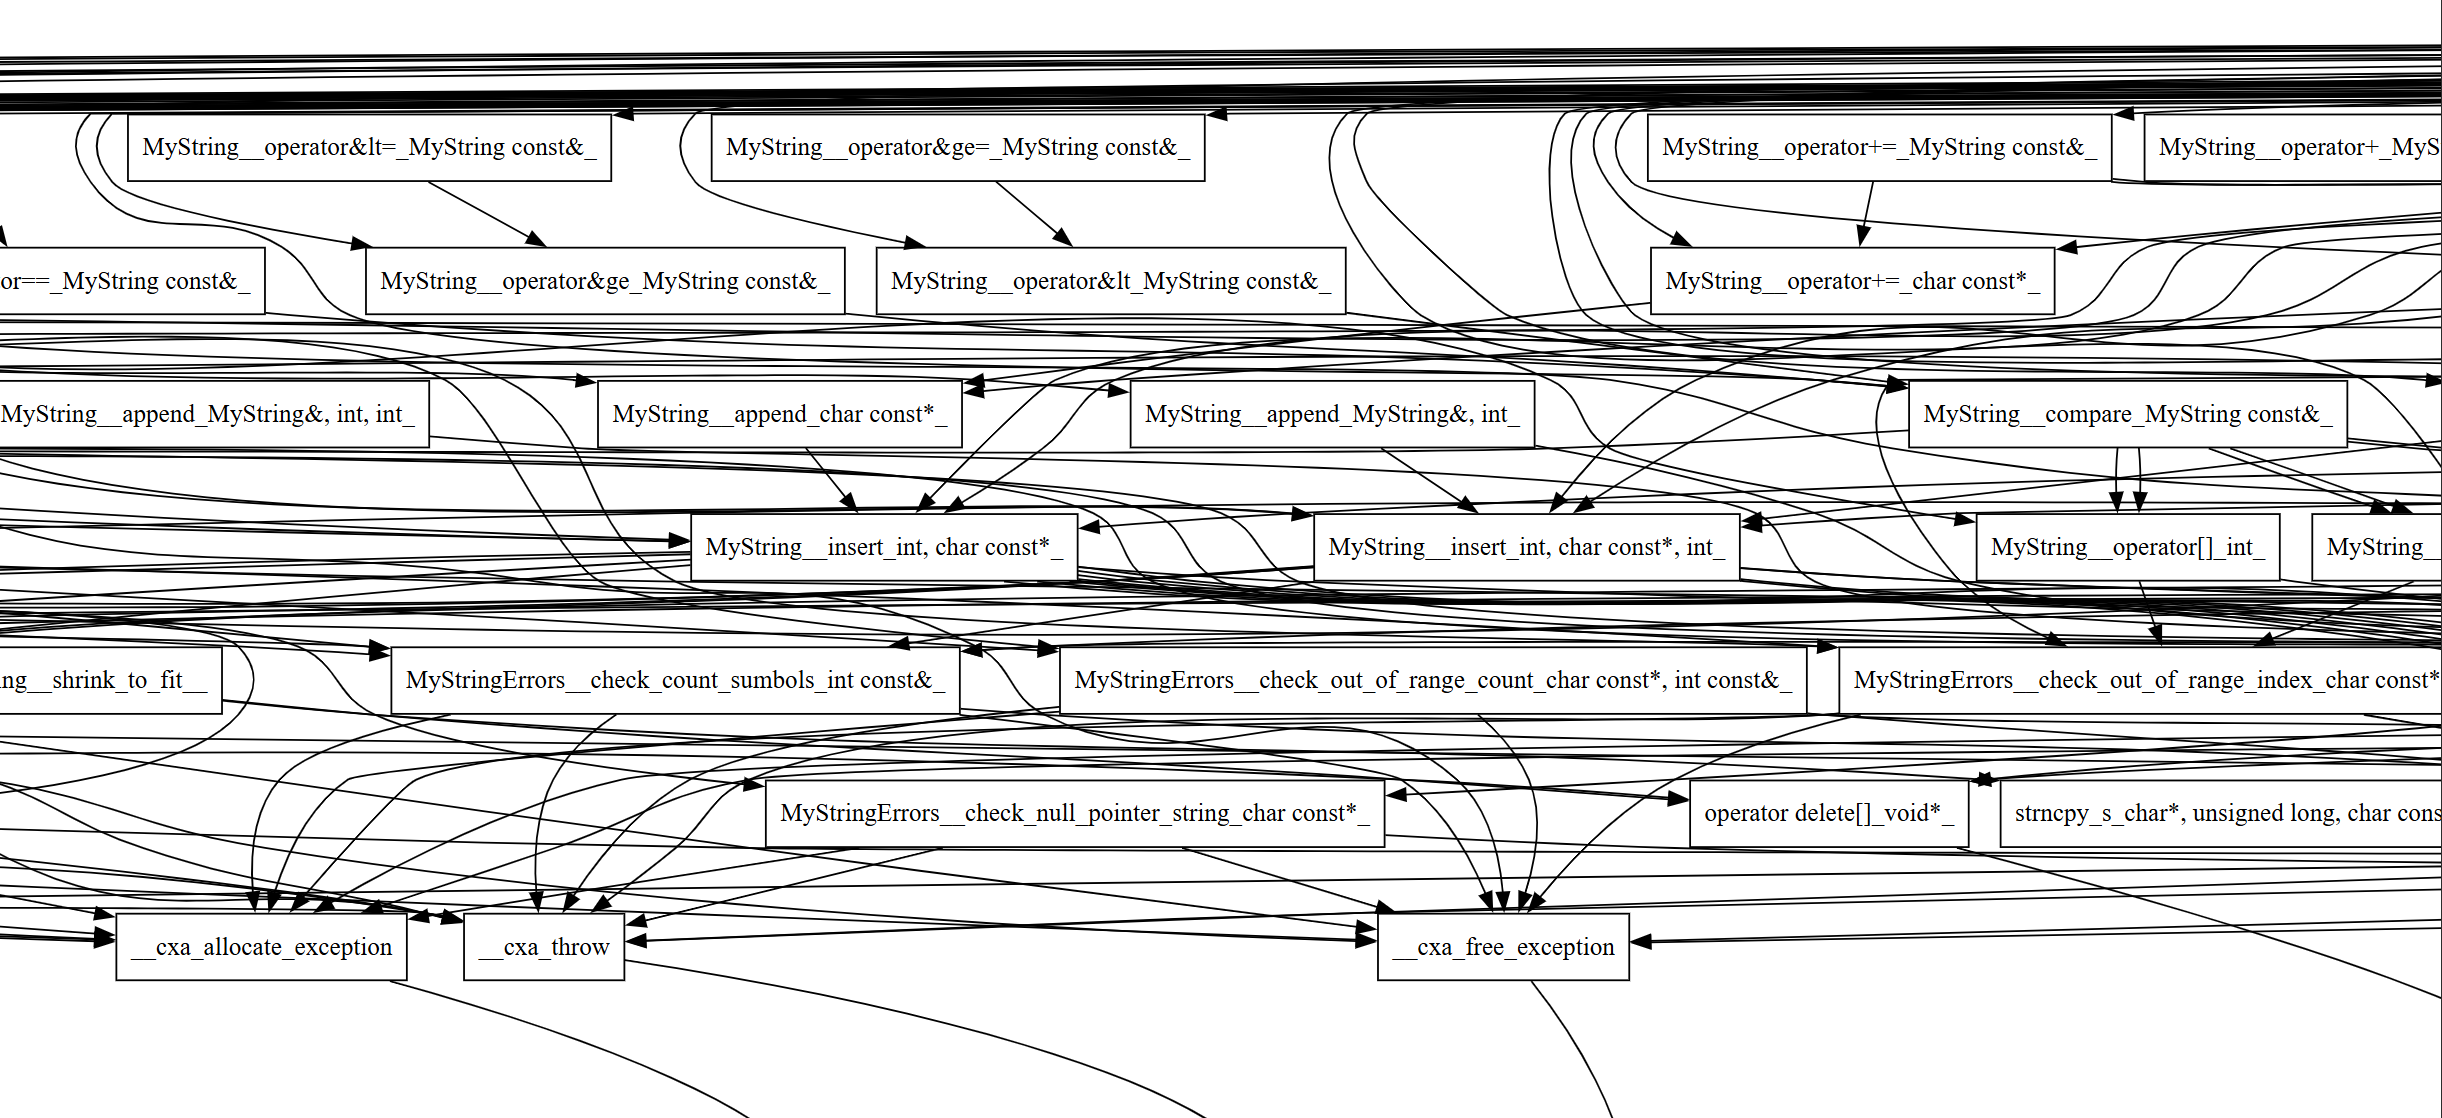 MyString__operator&lt=_MyString const&_
MyString__operator&ge=_MyString const&_
MyString__operator+=_MyString const&_
MyString__operator+_MyS
or==_MyString const&_
MyString__operator&ge_MyString const&_
MyString__operator&lt_MyString const&_
MyString__operator+=_char const*_
MyString__append_MyString&, int, int_
MyString__append_char const*_
MyString__append_MyString&, int_
MyString__compare_MyString const&_
MyString__insert_int, char const*_
MyString__insert_int, char const*, int_
MyString__operator[]_int_
MyString__
ng__shrink_to_fit__
MyStringErrors__check_count_sumbols_int const&_
MyStringErrors__check_out_of_range_count_char const*, int const&_
MyStringErrors__check_out_of_range_index_char const*
MyStringErrors__check_null_pointer_string_char const*_
operator delete[]_void*_
strncpy_s_char*, unsigned long, char cons
__cxa_allocate_exception
__cxa_throw
__cxa_free_exception